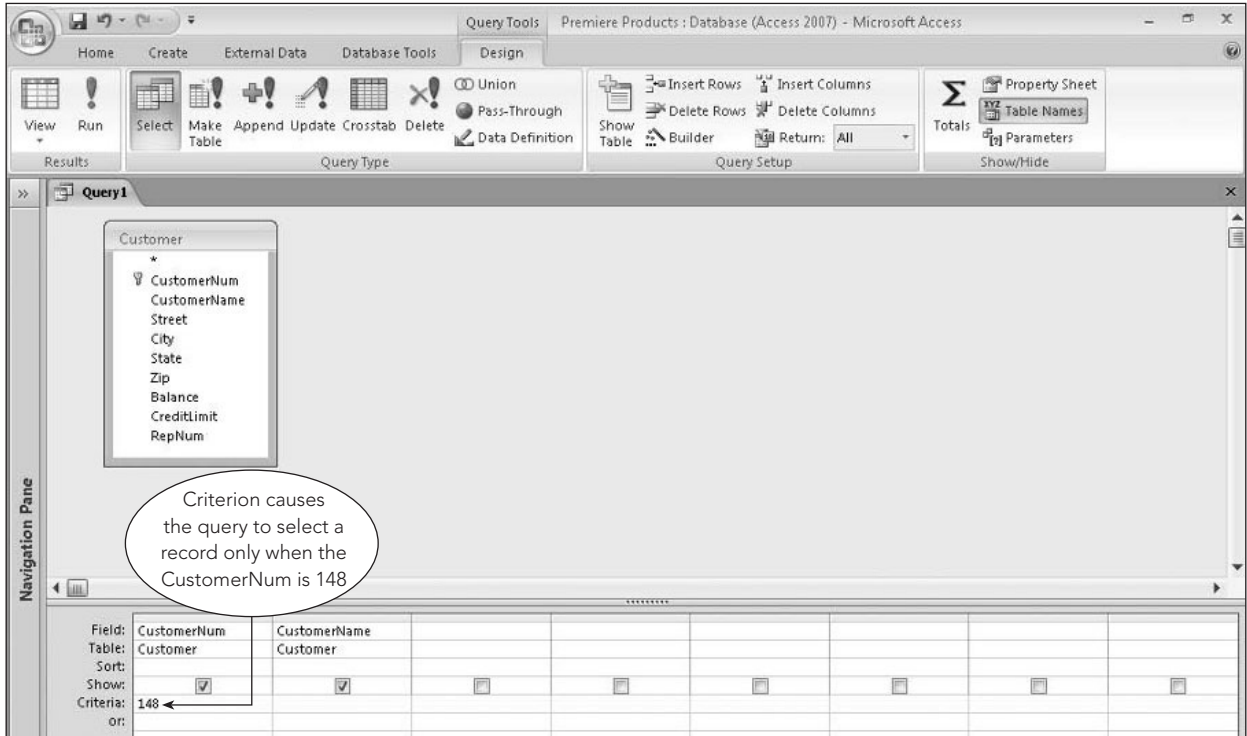 Query Tools Premiere Products : Database (Access 2007) - Microsoft Access
Home Create External Data Database Tools Design
View Run
Results
Select Make Table Append Update Crosstab Delete
Union
Pass-Through
Data Definition
Query Type
Show Table
Insert Rows Insert Columns
Delete Rows Delete Columns
Builder Return: All
Query Setup
Σ Totals
Property Sheet
XYZ Table Names
[?] Parameters
Show/Hide
» Query1 x
Customer
*
CustomerNum
CustomerName
Street
City
State
Zip
Balance
CreditLimit
RepNum
Navigation Pane
Criterion causes
the query to select a
record only when the
CustomerNum is 148
Field: CustomerNum CustomerName
Table: Customer Customer
Sort:
Show:
Criteria: 148
or: